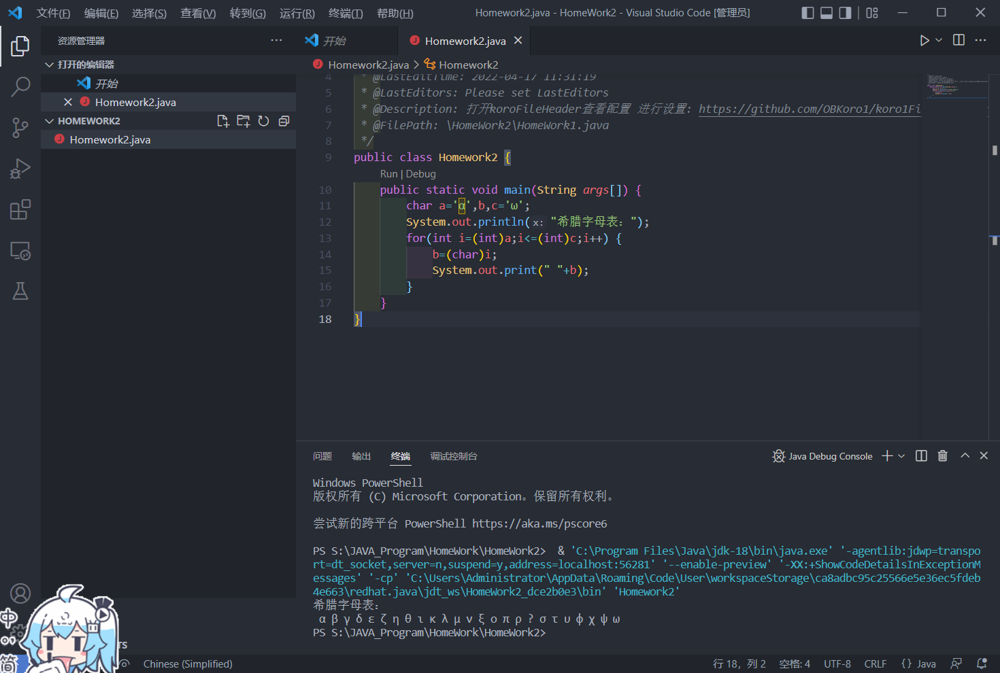 文件(F) 编辑(E) 选择(S) 查看(V) 转到(G) 运行(R) 终端(T) 帮助(H) Homework2.java - HomeWork2 - Visual Studio Code [管理员]
资源管理器
打开的编辑器
开始
Homework2.java
HOMEWORK2
Homework2.java
开始 Homework2.java
Homework2.java > Homework2
4 * @LastEditTime: 2022-04-17 11:31:19
5 * @LastEditors: Please set LastEditors
6 * @Description: 打开koroFileHeader查看配置 进行设置: https://github.com/OBKoro1/koro1Fi
7 * @FilePath: \HomeWork2\HomeWork1.java
8 */
9 public class Homework2 {
Run | Debug
10 public static void main(String args[]) {
11 char a='α',b,c='ω';
12 System.out.println(x: "希腊字母表：");
13 for(int i=(int)a;i<=(int)c;i++) {
14 b=(char)i;
15 System.out.print(" "+b);
16 }
17 }
18 }
问题 输出 终端 调试控制台 Java Debug Console
Windows PowerShell
版权所有 (C) Microsoft Corporation。保留所有权利。
尝试新的跨平台 PowerShell https://aka.ms/pscore6
PS S:\JAVA_Program\HomeWork\HomeWork2>  & 'C:\Program Files\Java\jdk-18\bin\java.exe' '-agentlib:jdwp=transpo
rt=dt_socket,server=n,suspend=y,address=localhost:56281' '--enable-preview' '-XX:+ShowCodeDetailsInExceptionM
essages' '-cp' 'C:\Users\Administrator\AppData\Roaming\Code\User\workspaceStorage\ca8adbc95c25566e5e36ec5fdeb
4e663\redhat.java\jdt_ws\HomeWork2_dce2b0e3\bin' 'Homework2'
希腊字母表：
α β γ δ ε ζ η θ ι κ λ μ ν ξ ο π ρ ? σ τ υ φ χ ψ ω
PS S:\JAVA_Program\HomeWork\HomeWork2>
中
简
Chinese (Simplified) 行 18，列 2 空格: 4 UTF-8 CRLF {} Java